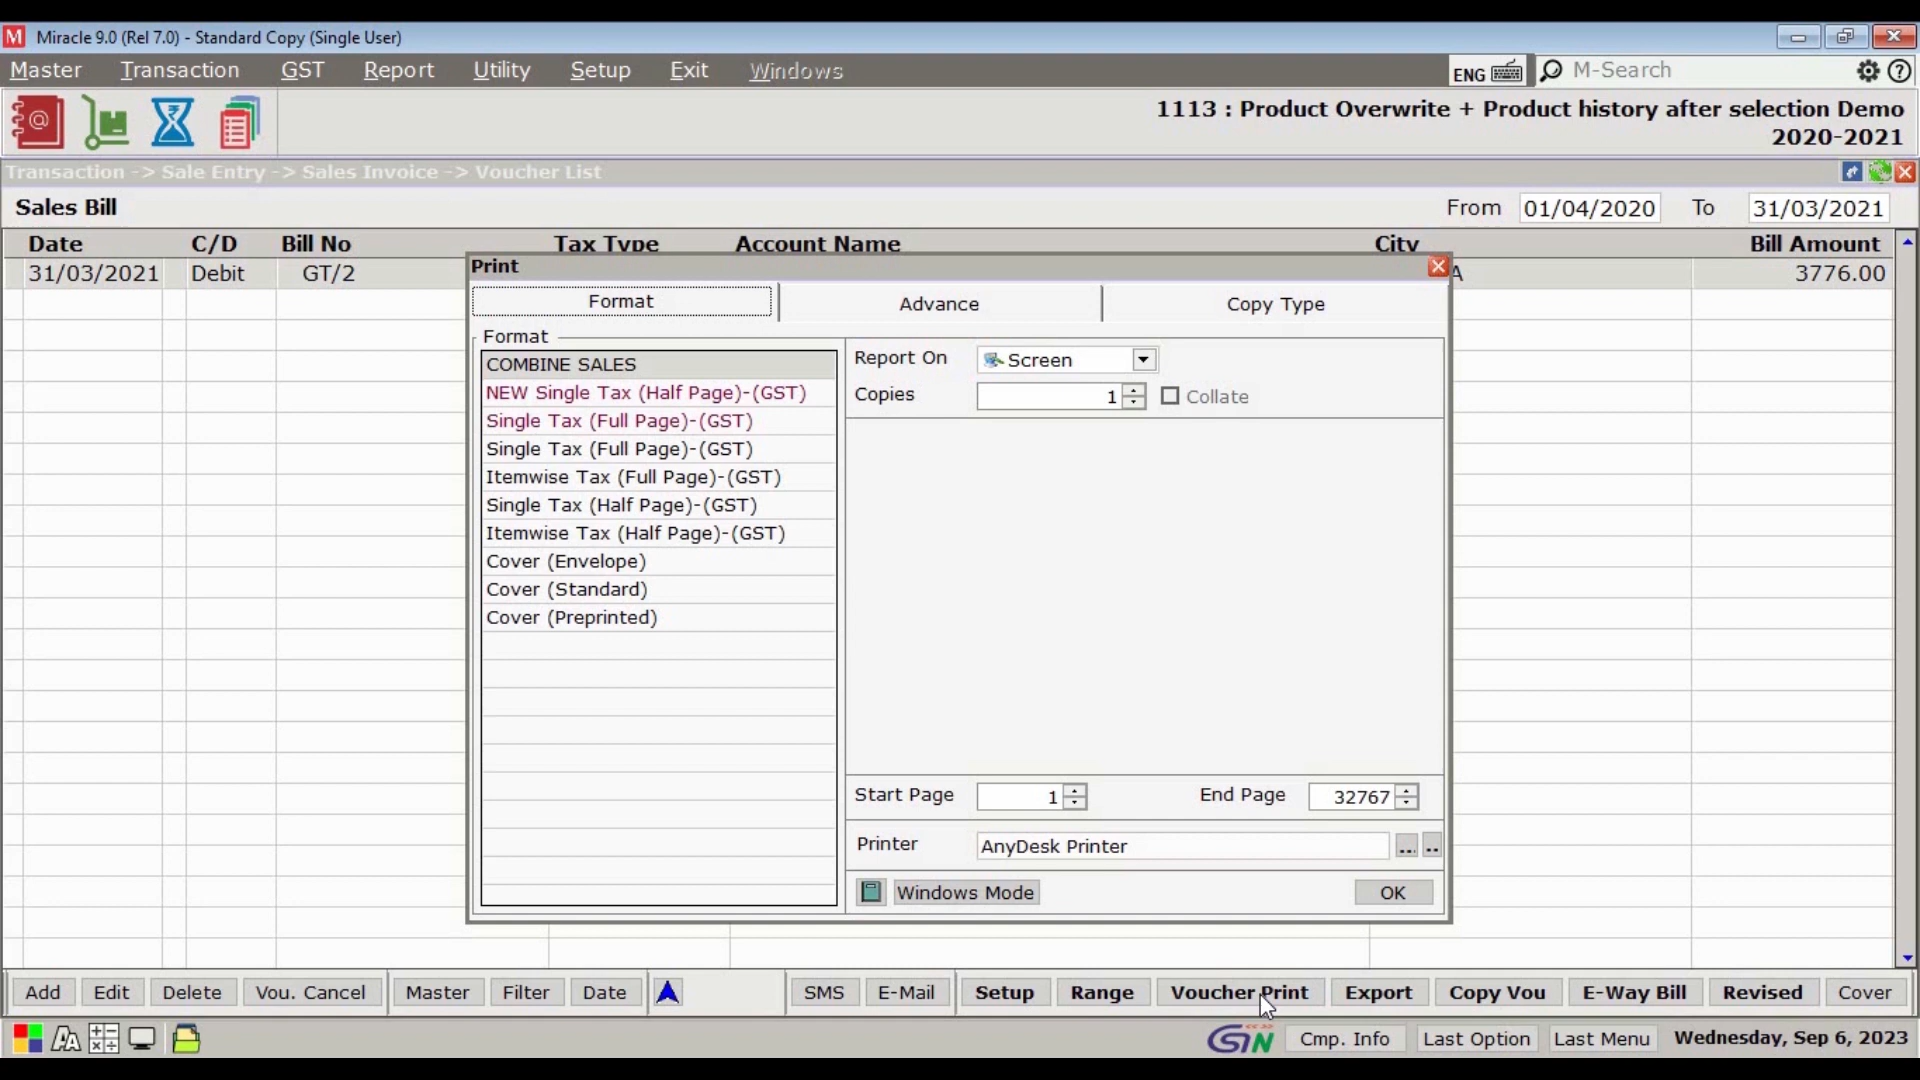 M Miracle 9.0 (Rel 7.0) - Standard Copy (Single User)
Master Transaction GST Report Utility Setup Exit Windows ENG M-Search
1113 : Product Overwrite + Product history after selection Demo
2020-2021
Transaction -> Sale Entry -> Sales Invoice -> Voucher List
Sales Bill From 01/04/2020 To 31/03/2021
Date C/D Bill No Tax Type Account Name City Bill Amount
31/03/2021 Debit GT/2 A 3776.00
Print
Format Advance Copy Type
Format
COMBINE SALES
NEW Single Tax (Half Page)-(GST)
Single Tax (Full Page)-(GST)
Single Tax (Full Page)-(GST)
Itemwise Tax (Full Page)-(GST)
Single Tax (Half Page)-(GST)
Itemwise Tax (Half Page)-(GST)
Cover (Envelope)
Cover (Standard)
Cover (Preprinted)
Report On Screen
Copies 1 Collate
Start Page 1 End Page 32767
Printer AnyDesk Printer ... ..
Windows Mode OK
Add Edit Delete Vou. Cancel Master Filter Date SMS E-Mail Setup Range Voucher Print Export Copy Vou E-Way Bill Revised Cover
GSTN Cmp. Info Last Option Last Menu Wednesday, Sep 6, 2023